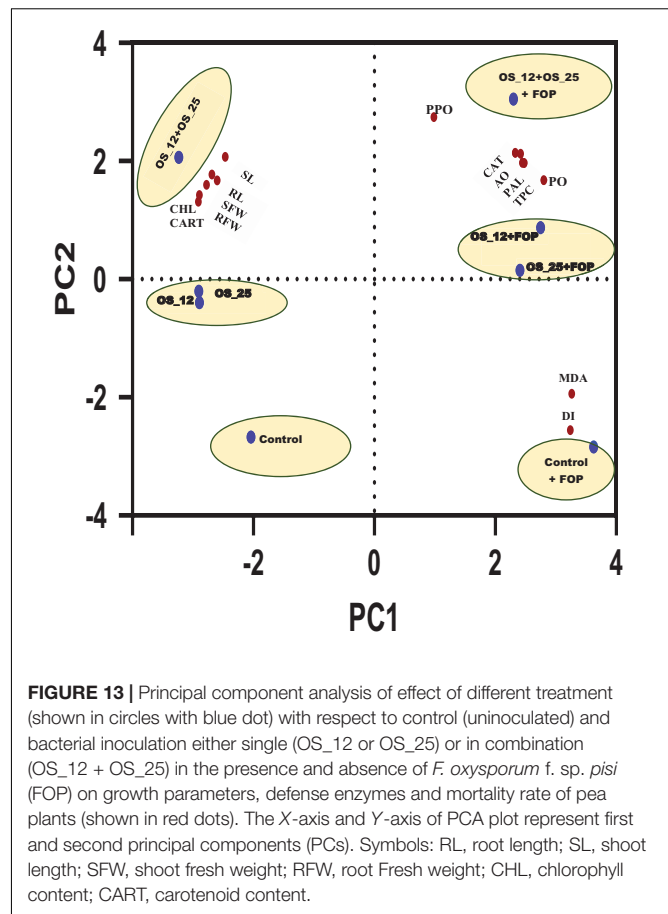 4
2
0
-2
-4
PC2
OS_12+OS_25
OS_12+OS_25
+ FOP
PPO
SL
RL
SFW
RFW
CHL
CART
CAT
AO
PAL
TPC
PO
OS_12+FOP
OS_25+FOP
OS_12
OS_25
MDA
DI
Control
Control
+ FOP
-2
0
2
4
PC1
FIGURE 13 | Principal component analysis of effect of different treatment
(shown in circles with blue dot) with respect to control (uninoculated) and
bacterial inoculation either single (OS_12 or OS_25) or in combination
(OS_12 + OS_25) in the presence and absence of F. oxysporum f. sp. pisi
(FOP) on growth parameters, defense enzymes and mortality rate of pea
plants (shown in red dots). The X-axis and Y-axis of PCA plot represent first
and second principal components (PCs). Symbols: RL, root length; SL, shoot
length; SFW, shoot fresh weight; RFW, root Fresh weight; CHL, chlorophyll
content; CART, carotenoid content.